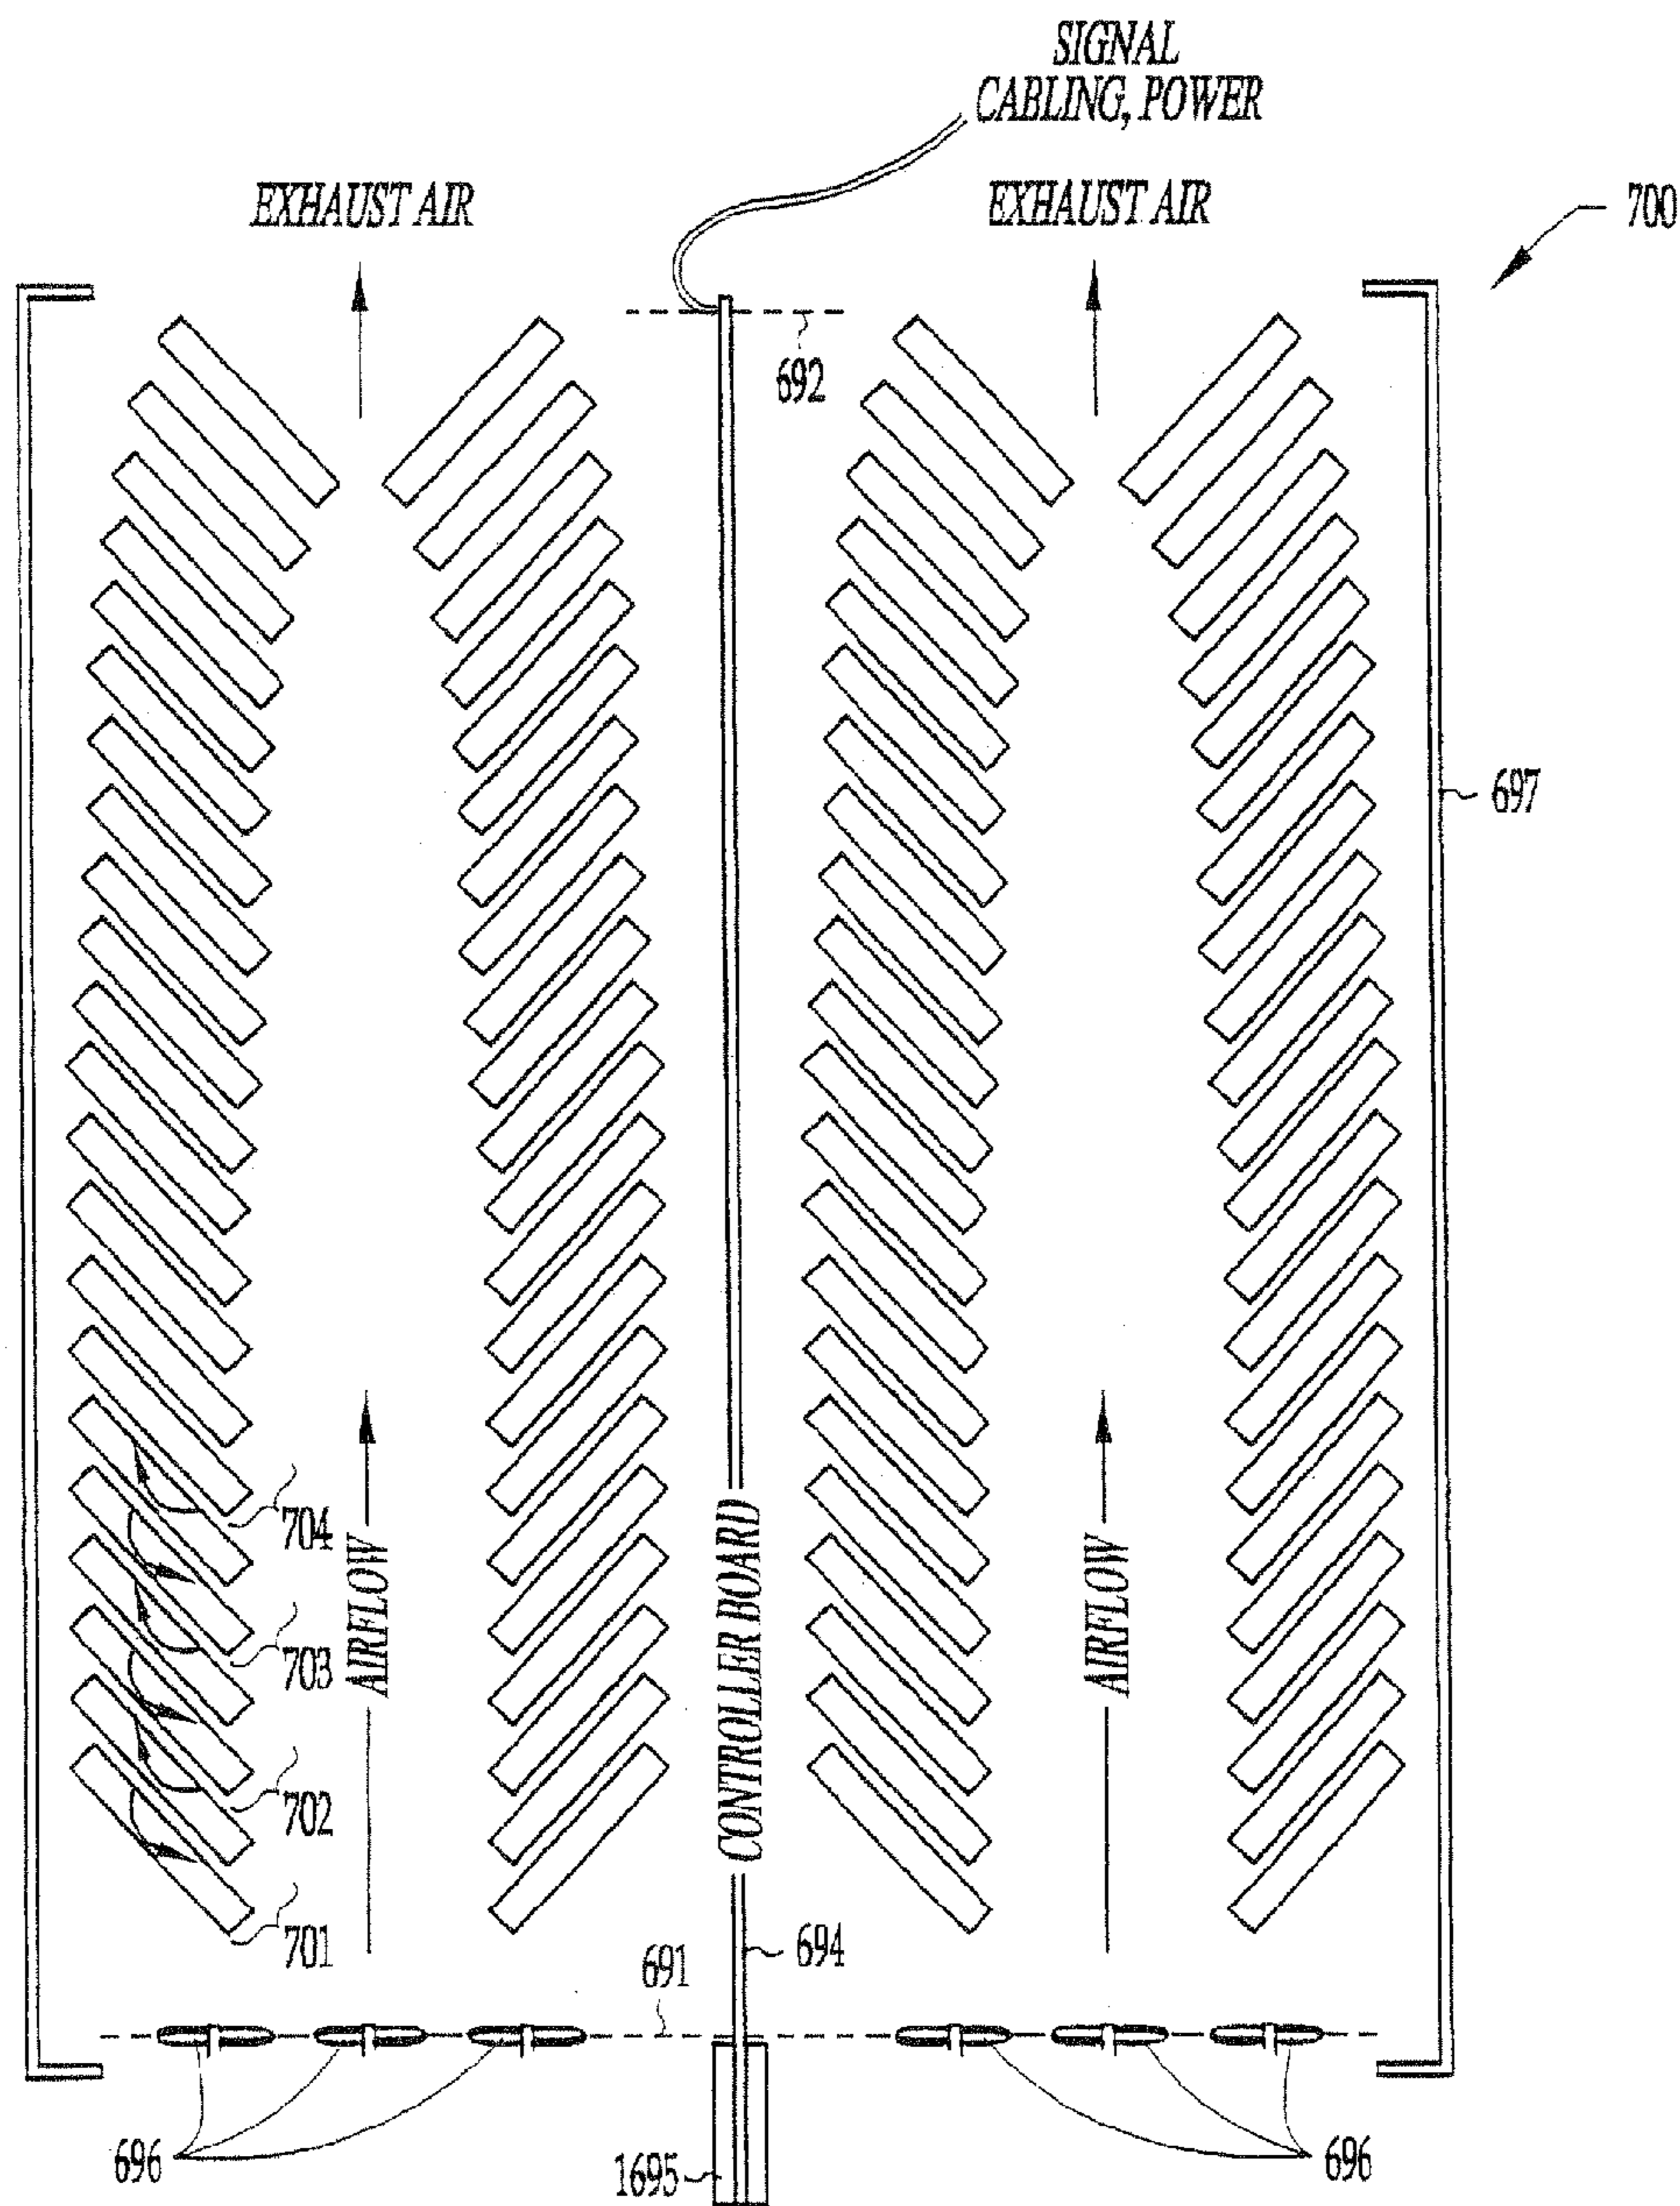 SIGNAL
CABLING, POWER
EXHAUST AIR
EXHAUST AIR
700
692
697
704
703
702
701
AIRFLOW
CONTROLLER BOARD
AIRFLOW
694
691
696
1695
696